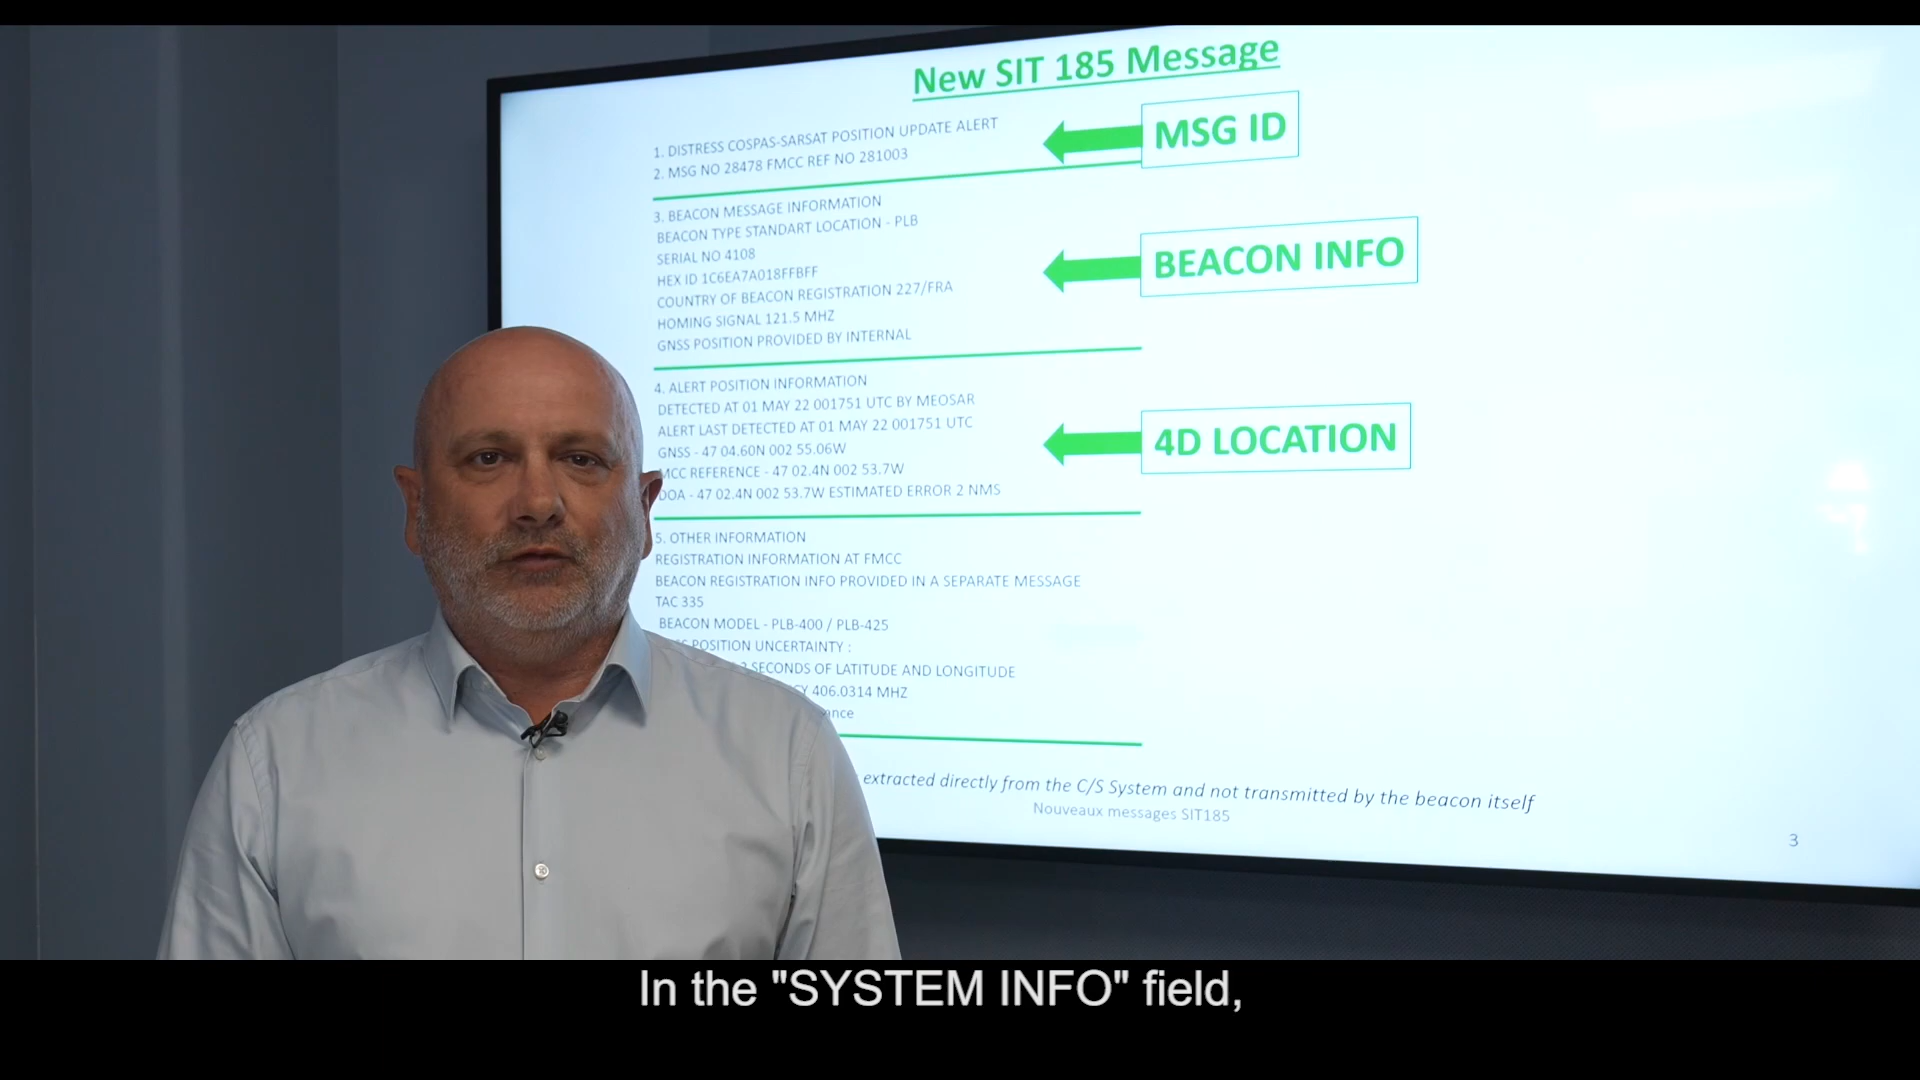 New SIT 185 Message
1. DISTRESS COSPAS-SARSAT POSITION UPDATE ALERT
2. MSG NO 28478 FMCC REF NO 281003
MSG ID
3. BEACON MESSAGE INFORMATION
BEACON TYPE STANDART LOCATION - PLB
SERIAL NO 4108
HEX ID 1C6EA7A018FFBFF
COUNTRY OF BEACON REGISTRATION 227/FRA
HOMING SIGNAL 121.5 MHZ
GNSS POSITION PROVIDED BY INTERNAL
BEACON INFO
4. ALERT POSITION INFORMATION
DETECTED AT 01 MAY 22 001751 UTC BY MEOSAR
ALERT LAST DETECTED AT 01 MAY 22 001751 UTC
GNSS - 47 04.60N 002 55.06W
MCC REFERENCE - 47 02.4N 002 53.7W
DOA - 47 02.4N 002 53.7W ESTIMATED ERROR 2 NMS
4D LOCATION
5. OTHER INFORMATION
REGISTRATION INFORMATION AT FMCC
BEACON REGISTRATION INFO PROVIDED IN A SEPARATE MESSAGE
TAC 335
BEACON MODEL - PLB-400 / PLB-425
POSITION UNCERTAINTY :
SECONDS OF LATITUDE AND LONGITUDE
406.0314 MHZ
extracted directly from the C/S System and not transmitted by the beacon itself
Nouveaux messages SIT185
3
In the "SYSTEM INFO" field,